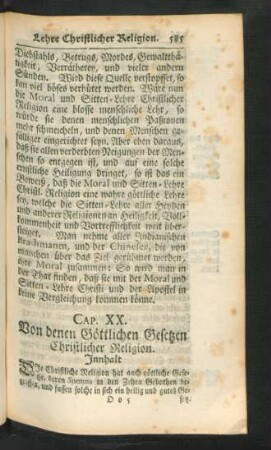 Lehre Christlicher Religion. 585
Diebstahls, Betrugs, Mordes, Gewaltthä-
tigkeit, Verrätherey, und vieler andern
Sünden. Wird diese Quelle verstopffet, so
kan viel böses verhütet werden. Wäre nun
die Moral und Sitten-Lehre Christlicher
Religion eine blosse menschliche Lehr, so
würde sie denen menschlichen Passionen
mehr schmeicheln, und denen Menschen ge-
fälliger eingerichtet seyn. Aber eben daraus,
daß sie allen verderbten Neigungen der Men-
schen so entgegen ist, und auf eine solche
ernstliche Heiligung dringet, so ist das ein
Beweiß, daß die Moral und Sitten-Lehre
Christl. Religion eine wahre göttliche Lehre
sey, welche die Sitten-Lehre aller Heyden
und anderer Religionen an Heiligkeit, Voll-
kommenheit und Vortrefflichkeit weit über-
steiget. Man nehme aller Indianischen
Brachmanen, und der Chineser, die von
manchen über das Ziel gerühmet worden,
ihre Moral zusammen: So wird man in
der That finden, daß sie mit der Moral und
Sitten-Lehre Christi und der Apostel in
keine Vergleichung kommen könne.
CAP. XX.
Von denen Göttlichen Gesetzen
Christlicher Religion.
Innhalt
Die Christliche Religion hat auch göttliche Gese-
tze, deren Summa in den Zehen Gebothen
und fassen solche in sich ein heilig und gutes Ge-
Oo 5 setz-